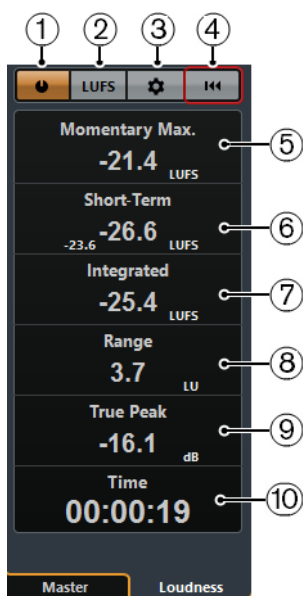 ① ② ③ ④
LUFS
Momentary Max.
-21.4 LUFS
⑤
Short-Term
-23.6 -26.6 LUFS
⑥
Integrated
-25.4 LUFS
⑦
Range
3.7 LU
⑧
True Peak
-16.1 dB
⑨
Time
00:00:19
⑩
Master Loudness